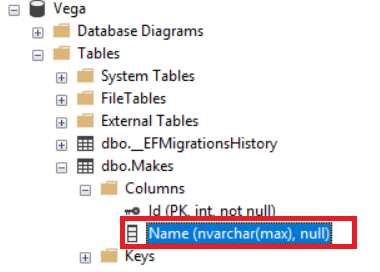 Vega
Database Diagrams
Tables
System Tables
FileTables
External Tables
dbo.__EFMigrationsHistory
dbo.Makes
Columns
Id (PK, int, not null)
Name (nvarchar(max), null)
Keys